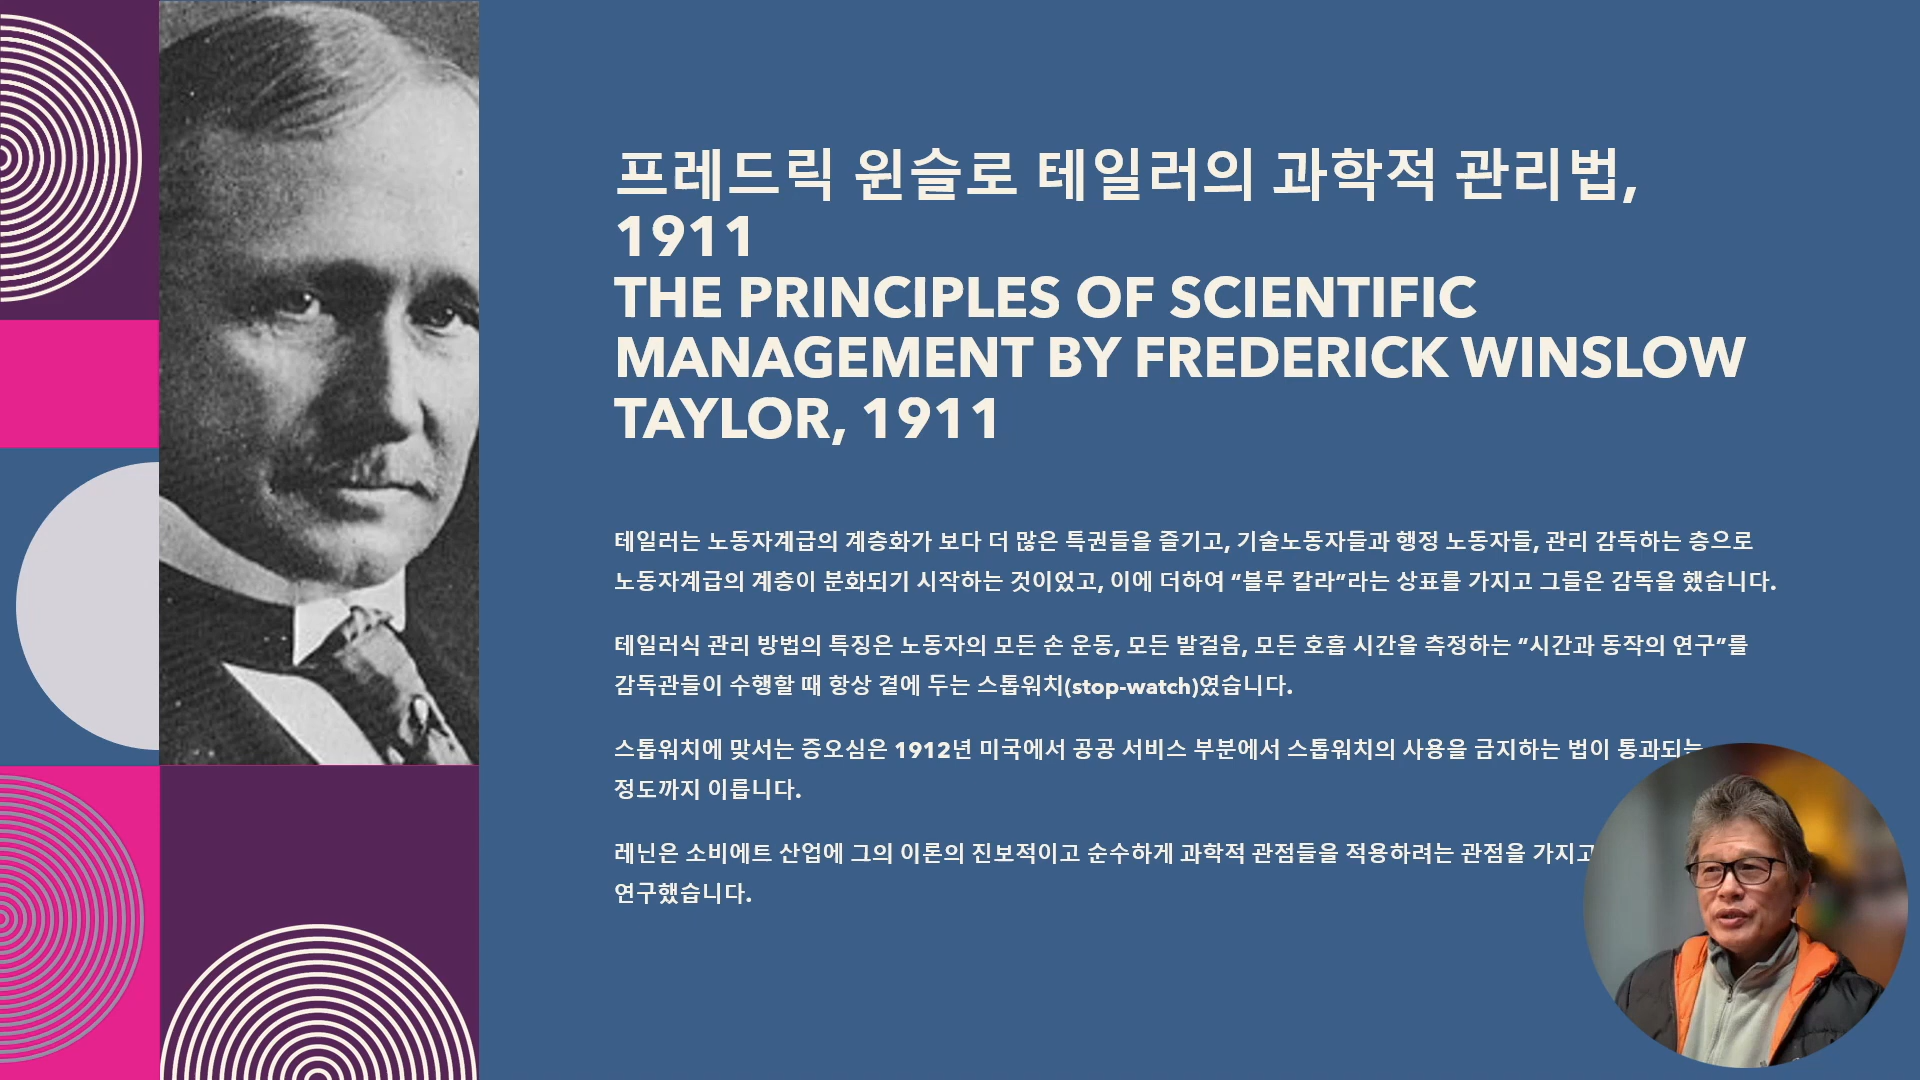 프레드릭 윈슬로 테일러의 과학적 관리법,
1911
THE PRINCIPLES OF SCIENTIFIC
MANAGEMENT BY FREDERICK WINSLOW
TAYLOR, 1911
테일러는 노동자계급의 계층화가 보다 더 많은 특권들을 즐기고, 기술노동자들과 행정 노동자들, 관리 감독하는 층으로
노동자계급의 계층이 분화되기 시작하는 것이었고, 이에 더하여 “블루 칼라”라는 상표를 가지고 그들은 감독을 했습니다.
테일러식 관리 방법의 특징은 노동자의 모든 손 운동, 모든 발걸음, 모든 호흡 시간을 측정하는 “시간과 동작의 연구”를
감독관들이 수행할 때 항상 곁에 두는 스톱워치(stop-watch)였습니다.
스톱워치에 맞서는 증오심은 1912년 미국에서 공공 서비스 부분에서 스톱워치의 사용을 금지하는 법이 통과되는
정도까지 이릅니다.
레닌은 소비에트 산업에 그의 이론의 진보적이고 순수하게 과학적 관점들을 적용하려는 관점을 가지고
연구했습니다.